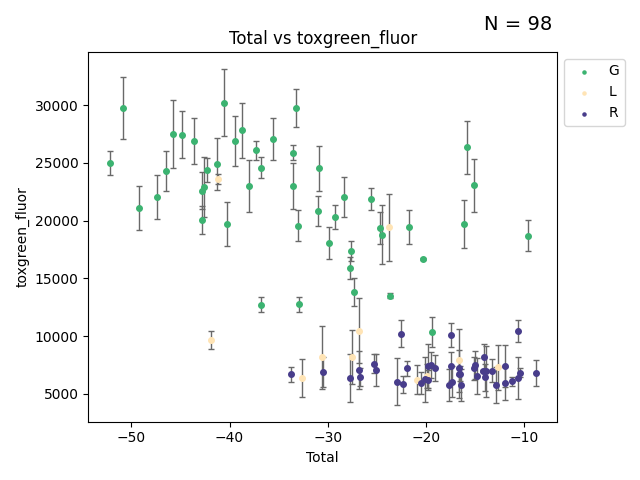 N = 98
Total vs toxgreen_fluor
G
L
R
30000
25000
20000
15000
10000
5000
toxgreen_fluor
−50
−40
−30
−20
−10
Total